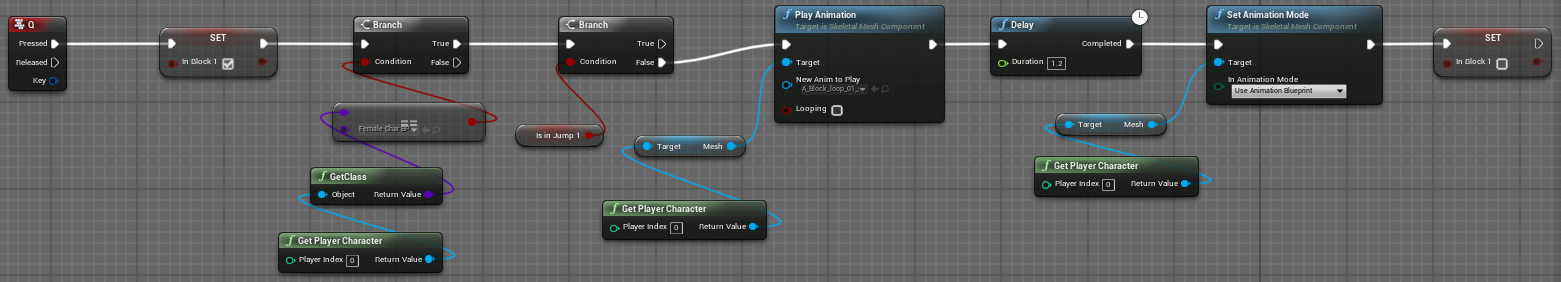 Q
Pressed
Released
Key
SET
In Block 1
Branch
True
Condition
False
Female Char BP
==
GetClass
Object
Return Value
Get Player Character
Player Index
0
Return Value
Branch
True
Condition
False
Is in Jump 1
Target
Mesh
Get Player Character
Player Index
0
Return Value
Play Animation
Target is Skeletal Mesh Component
Target
New Anim to Play
A_Block_loop_01_
Looping
Delay
Completed
Duration
1.2
Target
Mesh
Get Player Character
Player Index
0
Return Value
Set Animation Mode
Target is Skeletal Mesh Component
Target
In Animation Mode
Use Animation Blueprint
SET
In Block 1